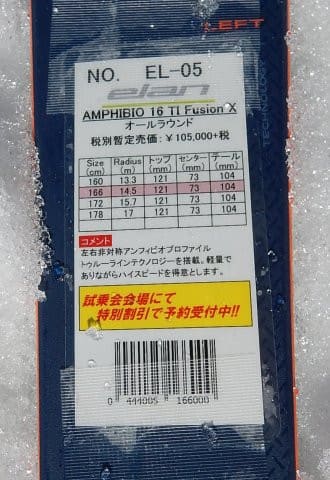 LEFT
NO. EL-05
elan
AMPHIBIO 16 TI Fusion X
オールラウンド
税別暫定売価：￥105,000+税
Size(cm) Radius(m) トップ(mm) センター(mm) テール(mm)
160 13.3 121 73 104
166 14.5 121 73 104
172 15.7 121 73 104
178 17 121 73 104
コメント
左右非対称アンフィビオプロファイル
トゥルーラインテクノロジーを搭載。軽量で
ありながらハイスピードを得意とします。
試乗会会場にて
特別割引で予約受付中!!
0 444005 166000